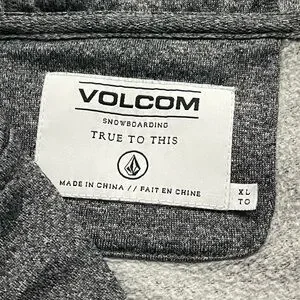 VOLCOM
SNOWBOARDING
TRUE TO THIS
MADE IN CHINA // FAIT EN CHINE
XL
TG